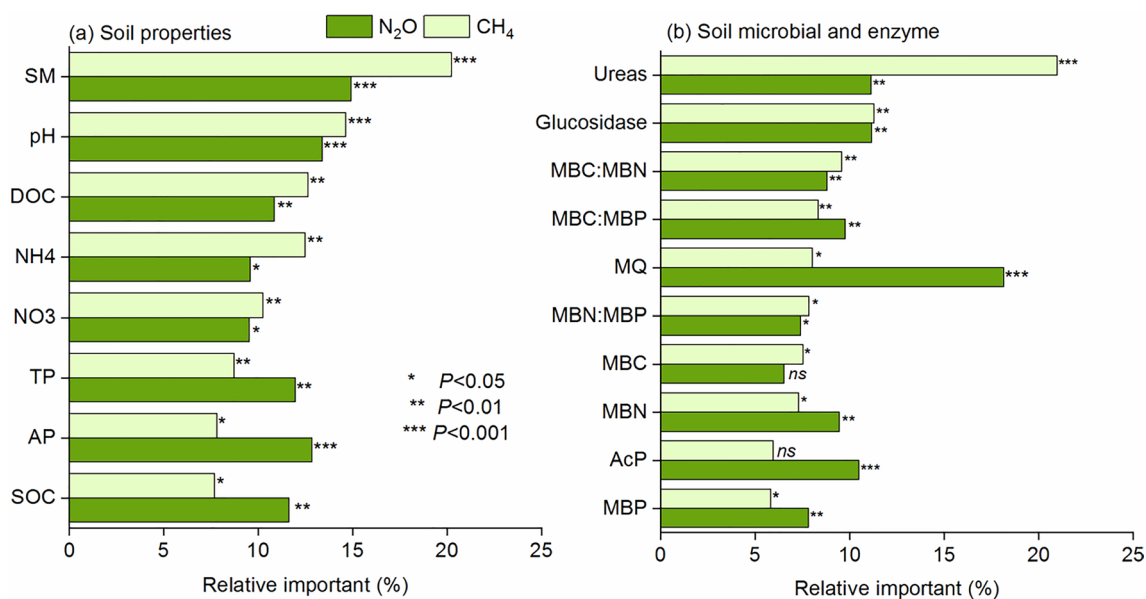 (a) Soil properties
N₂O
CH₄
SM
***
***
pH
***
***
DOC
**
**
NH4
**
*
NO3
**
*
TP
**
**
AP
*
***
SOC
*
**
* P<0.05
** P<0.01
*** P<0.001
0 5 10 15 20 25
Relative important (%)
(b) Soil microbial and enzyme
Ureas
***
**
Glucosidase
**
**
MBC:MBN
**
**
MBC:MBP
**
**
MQ
*
***
MBN:MBP
*
*
MBC
*
ns
MBN
*
**
AcP
ns
***
MBP
*
**
0 5 10 15 20 25
Relative important (%)